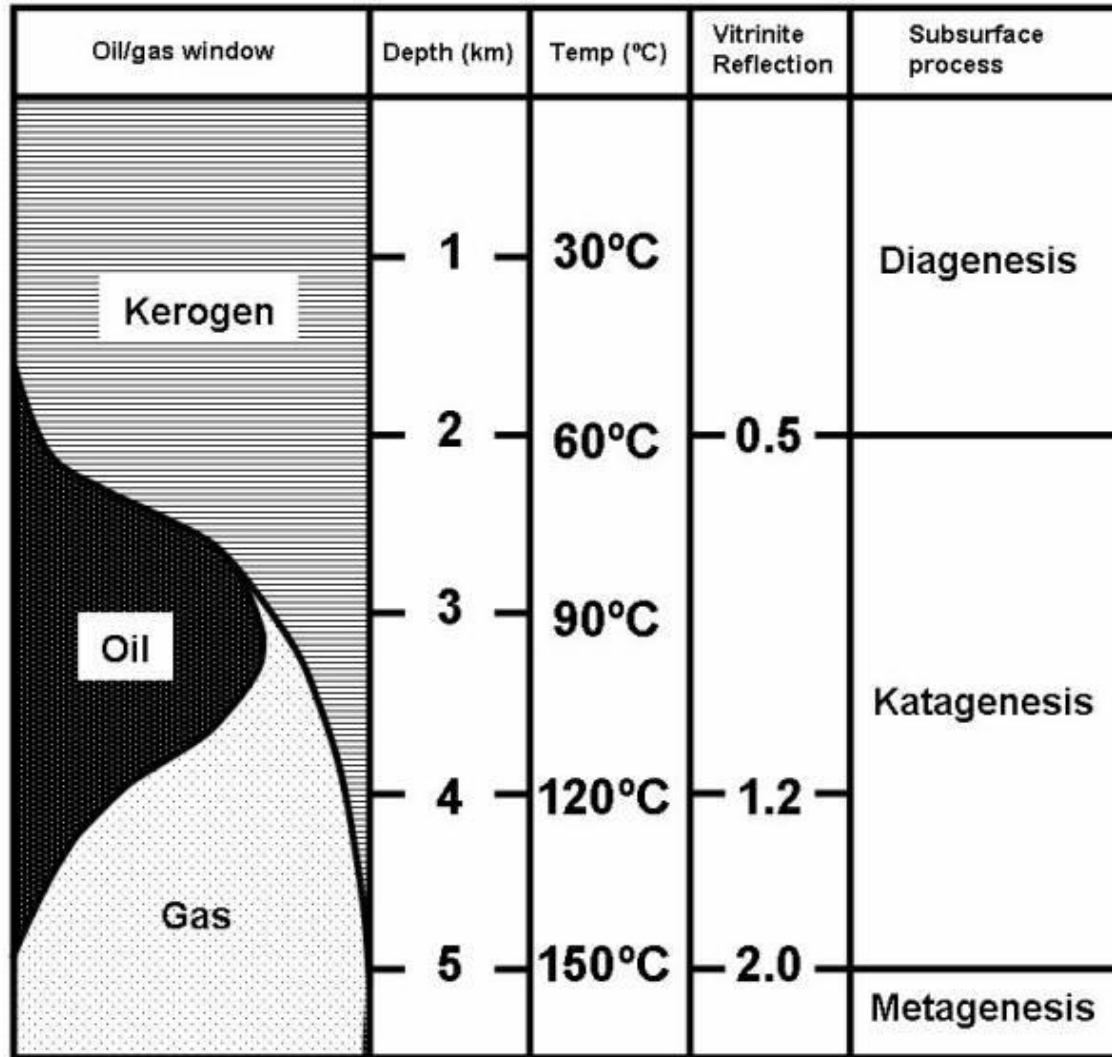 Oil/gas window
Depth (km)
Temp (ºC)
Vitrinite
Reflection
Subsurface
process
1
30ºC
Diagenesis
Kerogen
2
60ºC
0.5
3
90ºC
Oil
Katagenesis
4
120ºC
1.2
Gas
5
150ºC
2.0
Metagenesis